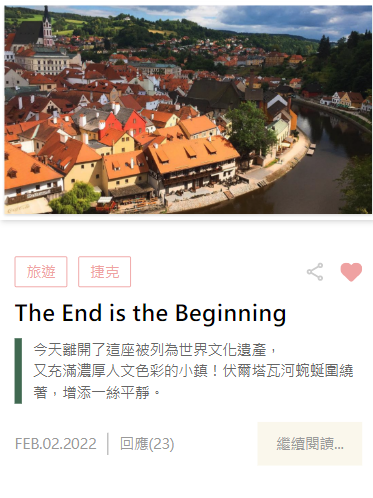 旅遊
捷克
The End is the Beginning
今天離開了這座被列為世界文化遺產，
又充滿濃厚人文色彩的小鎮！伏爾塔瓦河蜿蜒圍繞
著，增添一絲平靜。
FEB.02.2022
回應(23)
繼續閱讀...